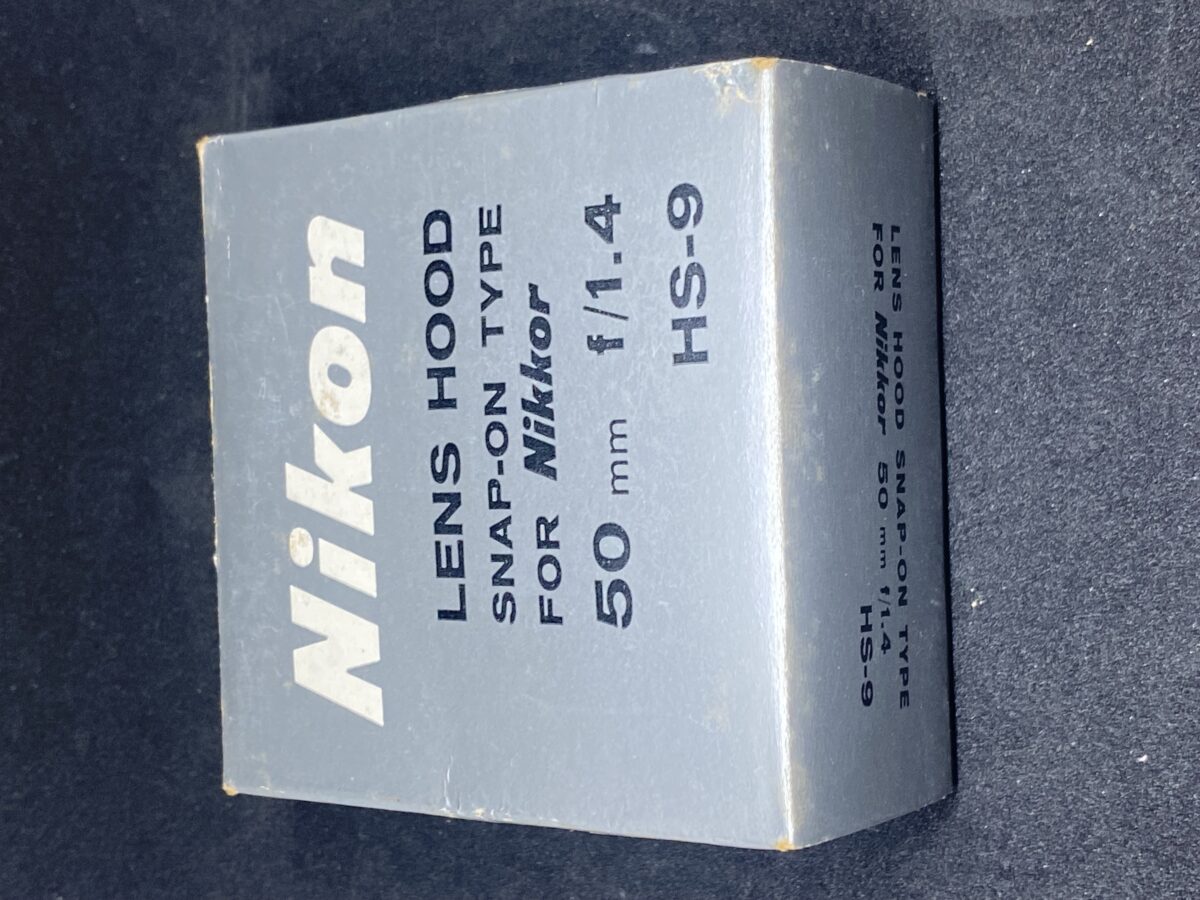 Nikon
LENS HOOD
SNAP-ON TYPE
FOR Nikkor
50 mm f/1.4
HS-9
LENS HOOD SNAP-ON TYPE
FOR Nikkor 50 mm f/1.4
HS-9